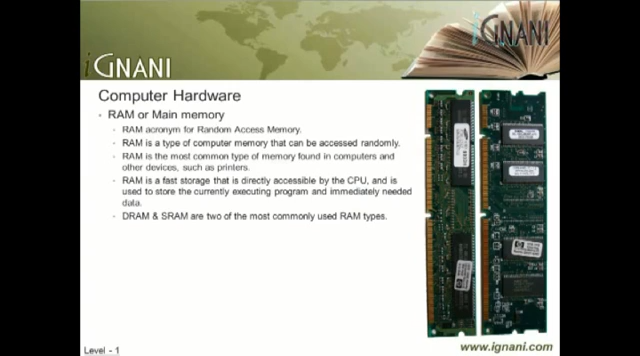 iGNANI
iGNANI
Computer Hardware
• RAM or Main memory
• RAM acronym for Random Access Memory.
• RAM is a type of computer memory that can be accessed randomly.
• RAM is the most common type of memory found in computers and
other devices, such as printers.
• RAM is a fast storage that is directly accessible by the CPU, and is
used to store the currently executing program and immediately needed
data.
• DRAM & SRAM are two of the most commonly used RAM types.
Level - 1
www.ignani.com